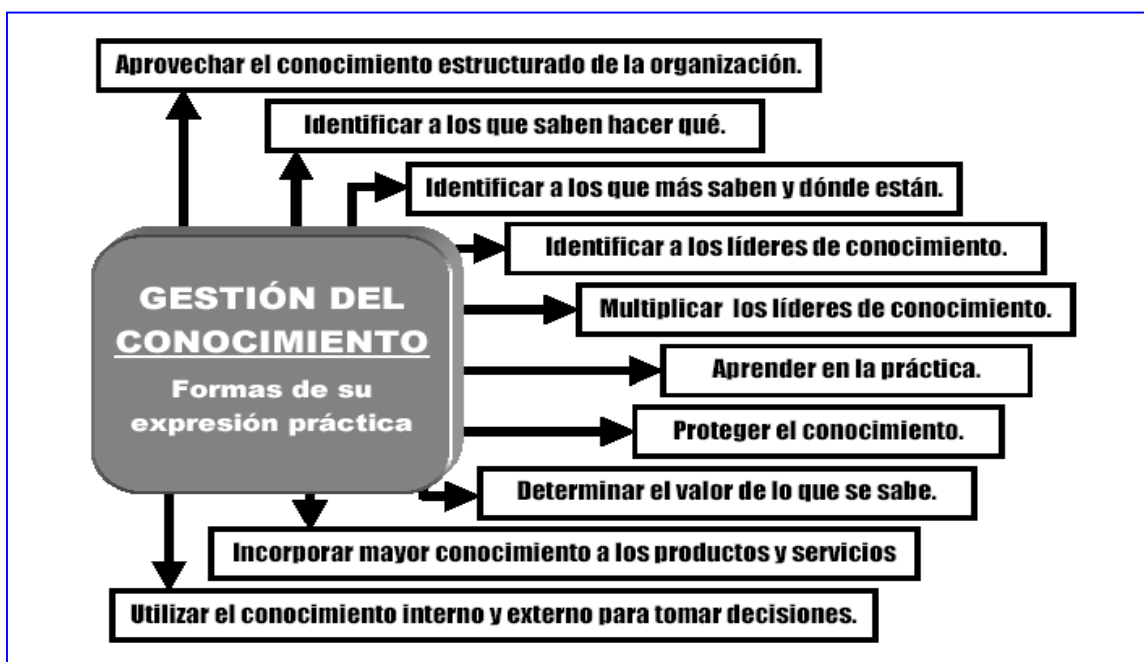 Aprovechar el conocimiento estructurado de la organización.
Identificar a los que saben hacer qué.
Identificar a los que más saben y dónde están.
Identificar a los líderes de conocimiento.
Multiplicar los líderes de conocimiento.
Aprender en la práctica.
Proteger el conocimiento.
Determinar el valor de lo que se sabe.
Incorporar mayor conocimiento a los productos y servicios
Utilizar el conocimiento interno y externo para tomar decisiones.
GESTIÓN DEL
CONOCIMIENTO
Formas de su
expresión práctica